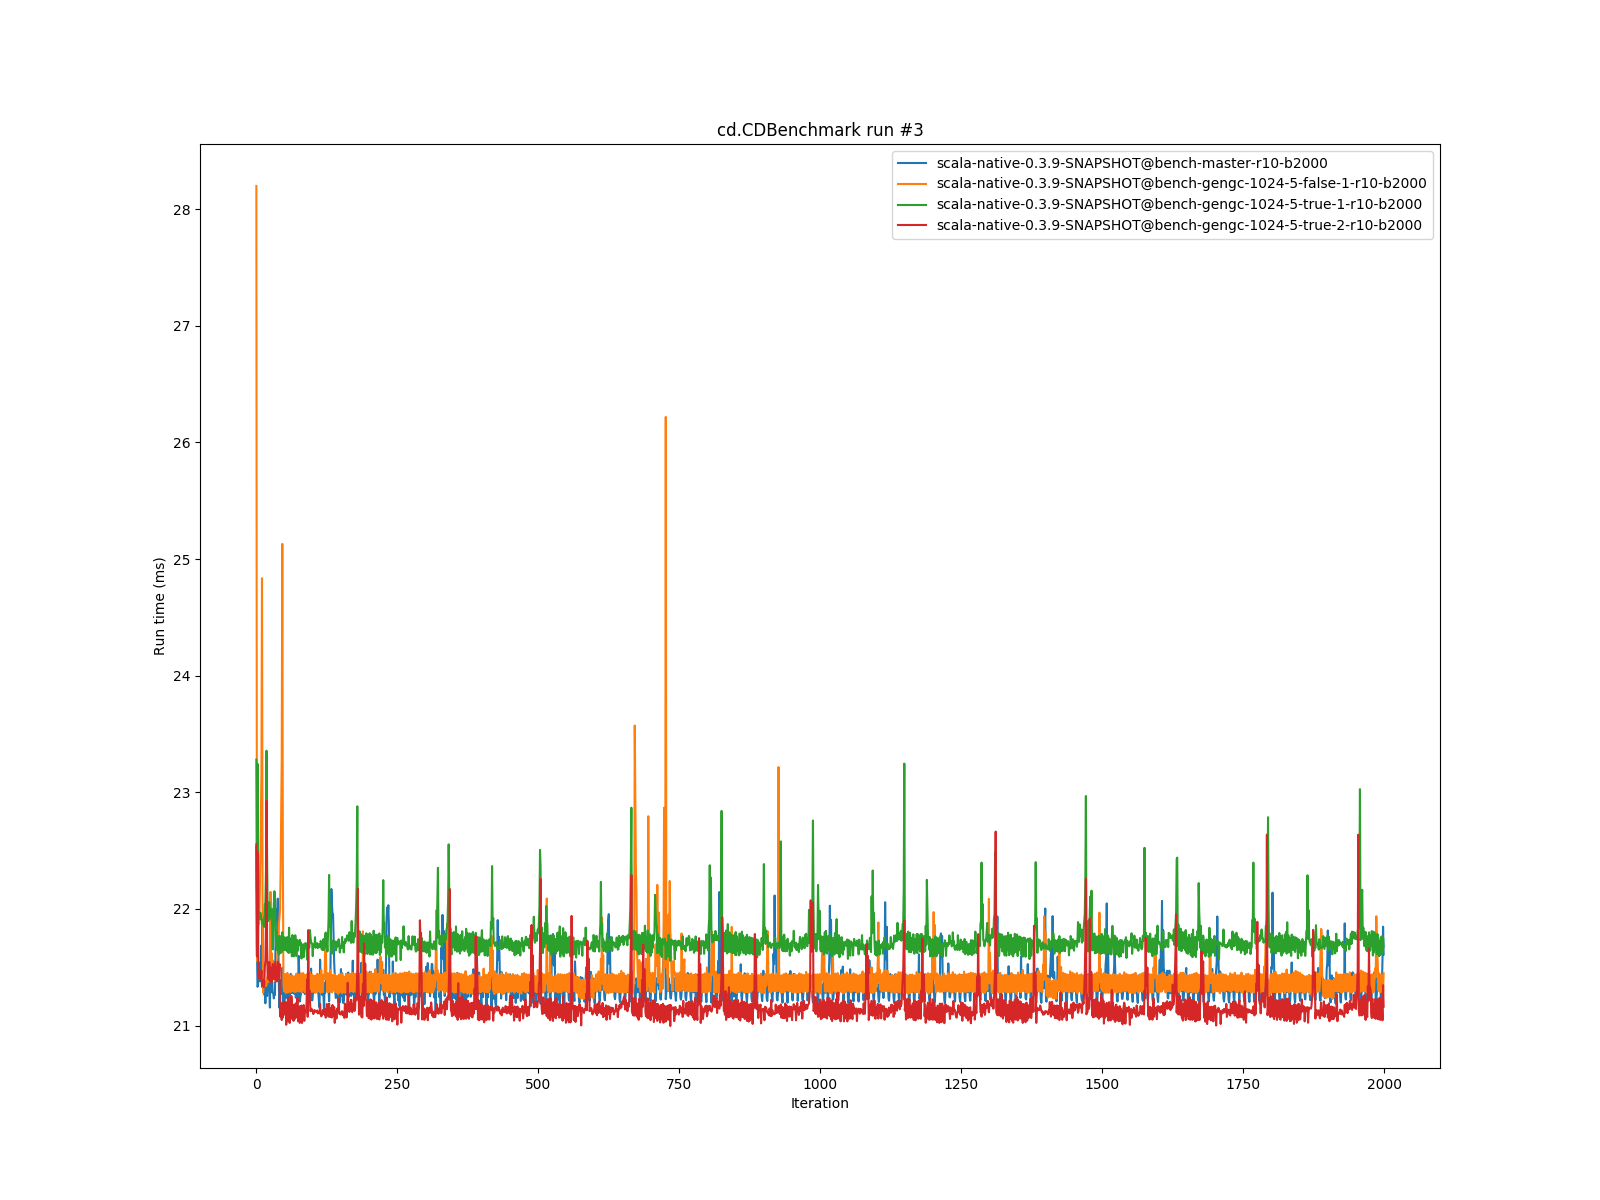 cd.CDBenchmark run #3
scala-native-0.3.9-SNAPSHOT@bench-master-r10-b2000
scala-native-0.3.9-SNAPSHOT@bench-gengc-1024-5-false-1-r10-b2000
scala-native-0.3.9-SNAPSHOT@bench-gengc-1024-5-true-1-r10-b2000
scala-native-0.3.9-SNAPSHOT@bench-gengc-1024-5-true-2-r10-b2000
28
27
26
25
24
23
22
21
Run time (ms)
0 250 500 750 1000 1250 1500 1750 2000
Iteration